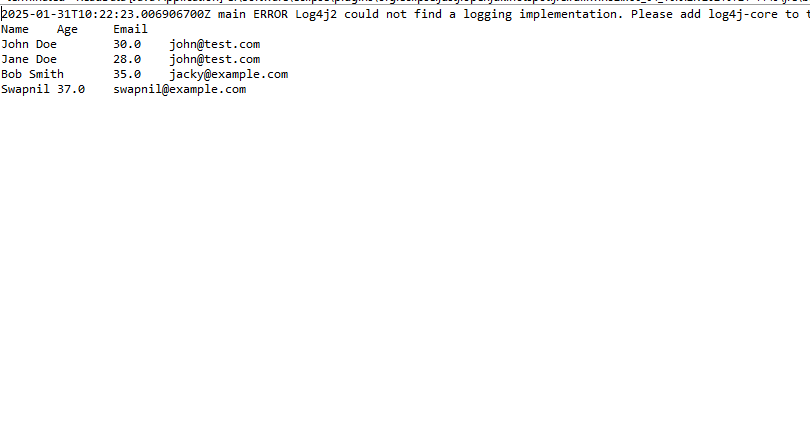 2025-01-31T10:22:23.006906700Z main ERROR Log4j2 could not find a logging implementation. Please add log4j-core to
Name Age Email
John Doe 30.0 john@test.com
Jane Doe 28.0 john@test.com
Bob Smith 35.0 jacky@example.com
Swapnil 37.0 swapnil@example.com